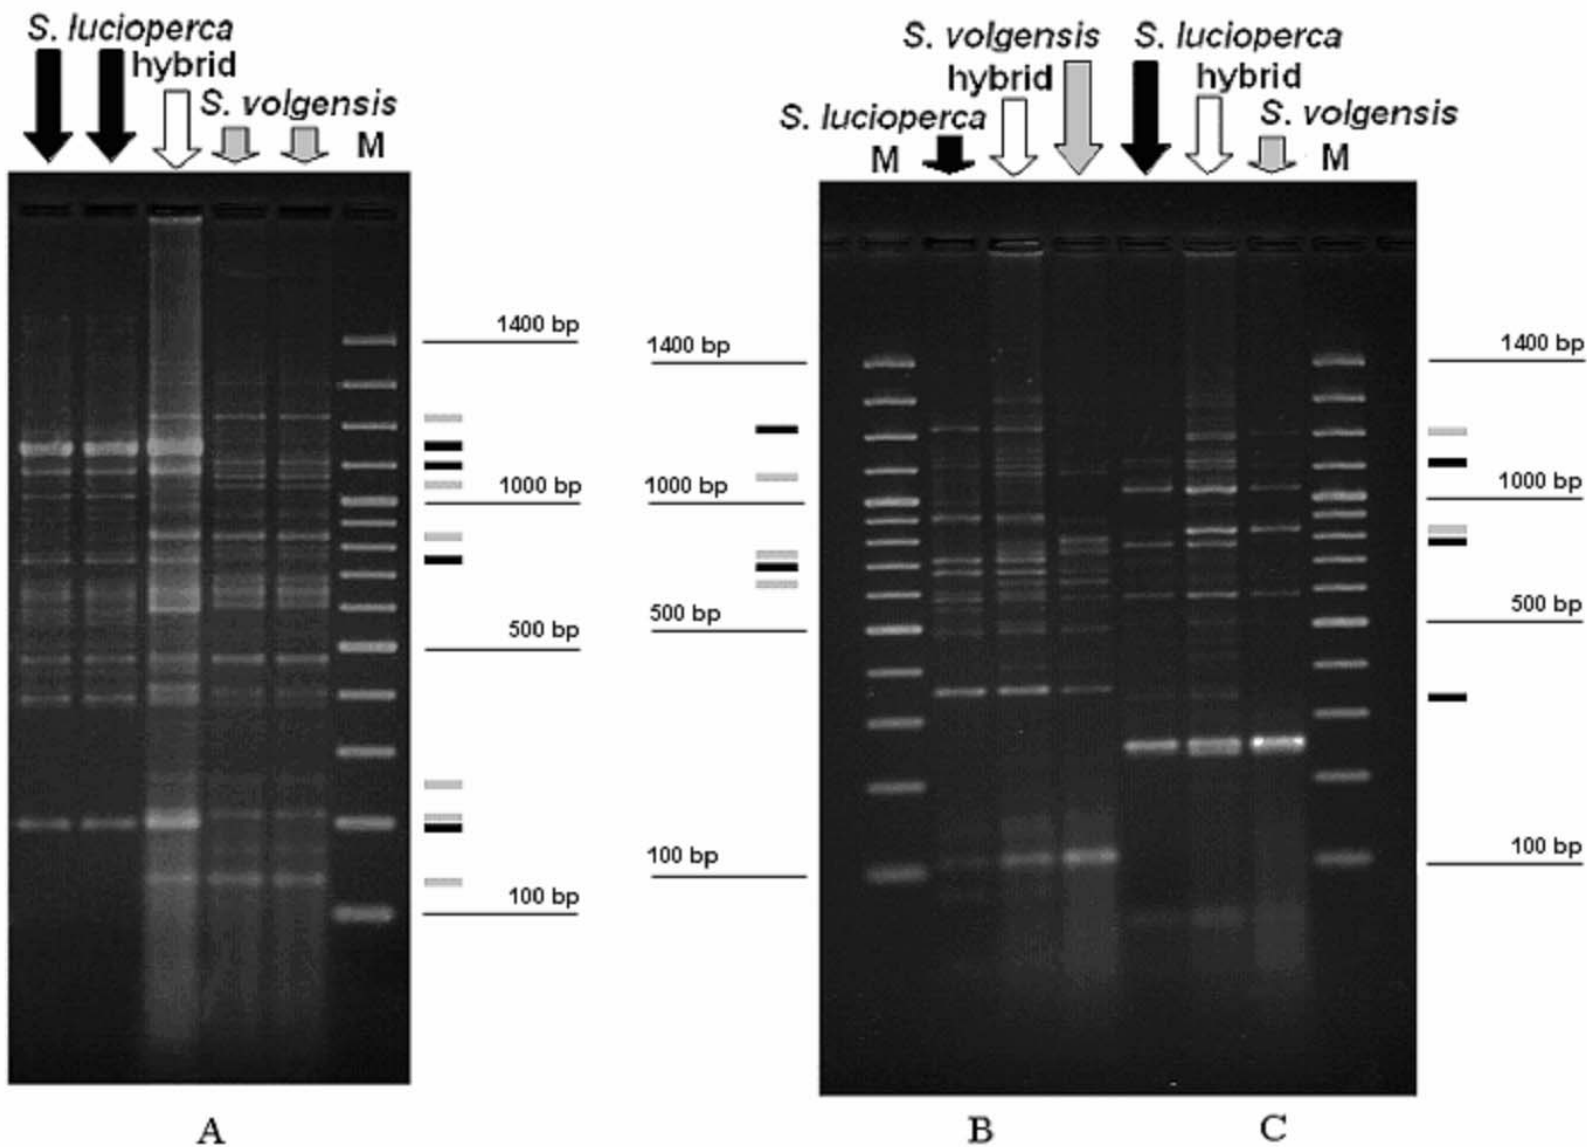 S. lucioperca
hybrid
S. volgensis
M
1400 bp
1000 bp
500 bp
100 bp
A
S. volgensis S. lucioperca
hybrid hybrid
S. lucioperca S. volgensis
M M
1400 bp 1400 bp
1000 bp 1000 bp
500 bp 500 bp
100 bp 100 bp
B C